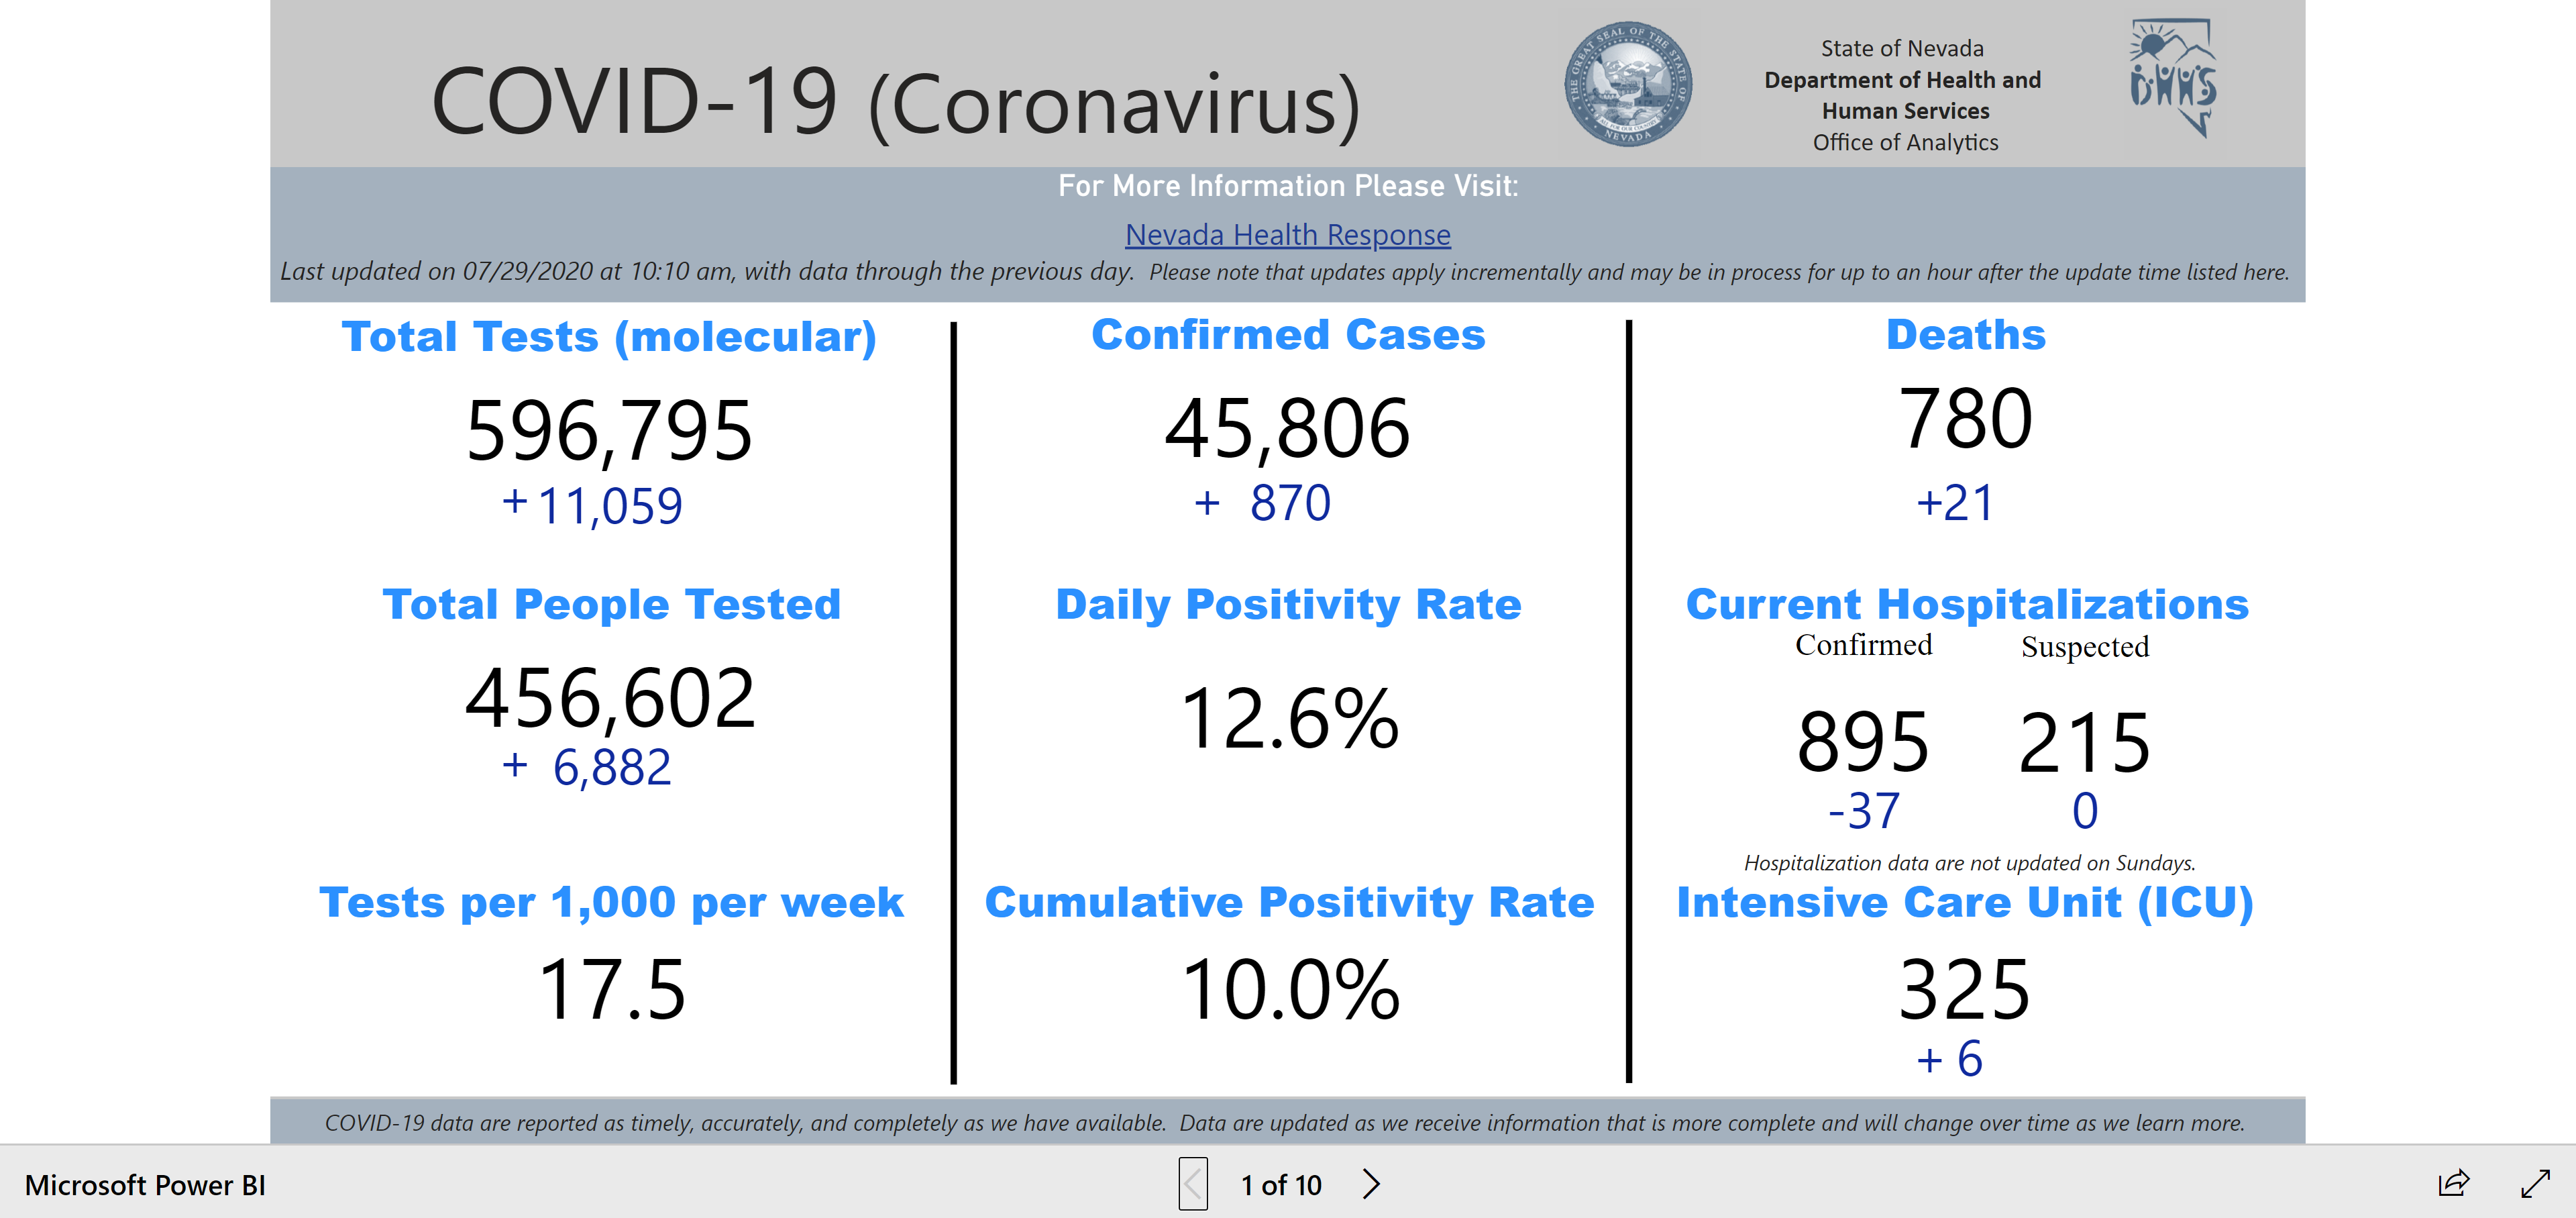 COVID-19 (Coronavirus)
THE GREAT SEAL OF THE STATE OF
ALL FOR OUR COUNTRY
NEVADA
State of Nevada
Department of Health and
Human Services
Office of Analytics
DHHS
For More Information Please Visit:
Nevada Health Response
Last updated on 07/29/2020 at 10:10 am, with data through the previous day. Please note that updates apply incrementally and may be in process for up to an hour after the update time listed here.
Total Tests (molecular)
596,795
+ 11,059
Total People Tested
456,602
+ 6,882
Tests per 1,000 per week
17.5
Confirmed Cases
45,806
+ 870
Daily Positivity Rate
12.6%
Cumulative Positivity Rate
10.0%
Deaths
780
+21
Current Hospitalizations
Confirmed Suspected
895 215
-37 0
Hospitalization data are not updated on Sundays.
Intensive Care Unit (ICU)
325
+ 6
COVID-19 data are reported as timely, accurately, and completely as we have available. Data are updated as we receive information that is more complete and will change over time as we learn more.
Microsoft Power BI
1 of 10